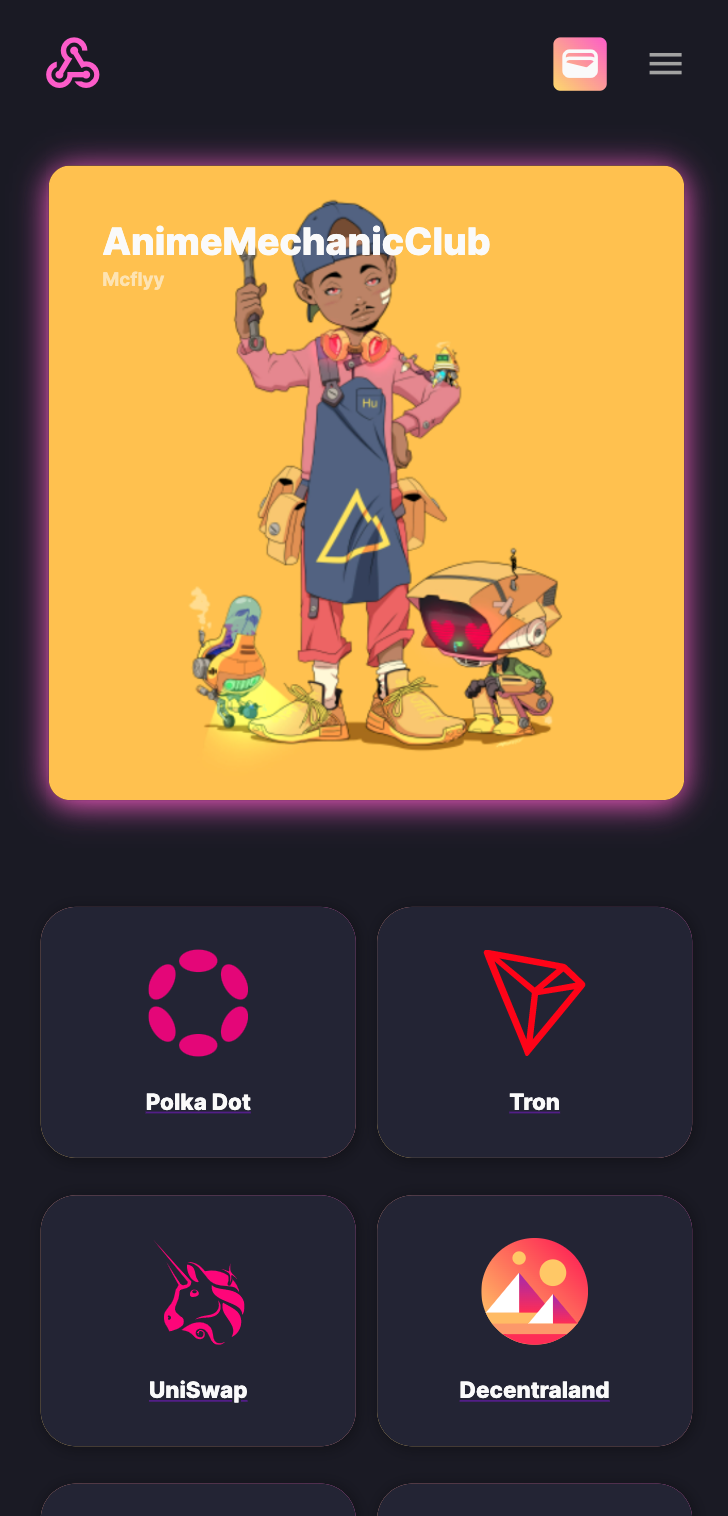 AnimeMechanicClub
Mcflyy
Hu
Polka Dot
Tron
UniSwap
Decentraland